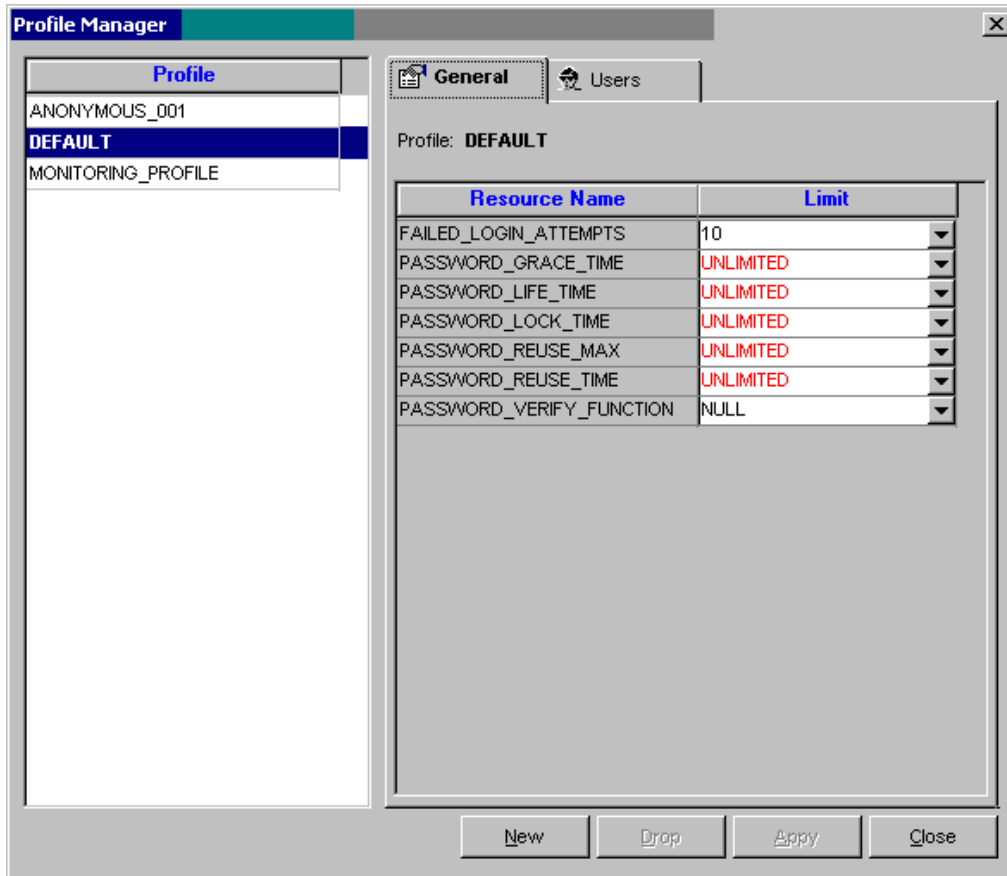 Profile Manager
Profile
ANONYMOUS_001
DEFAULT
MONITORING_PROFILE
General Users
Profile: DEFAULT
Resource Name Limit
FAILED_LOGIN_ATTEMPTS 10
PASSWORD_GRACE_TIME UNLIMITED
PASSWORD_LIFE_TIME UNLIMITED
PASSWORD_LOCK_TIME UNLIMITED
PASSWORD_REUSE_MAX UNLIMITED
PASSWORD_REUSE_TIME UNLIMITED
PASSWORD_VERIFY_FUNCTION NULL
New Drop Appy Close